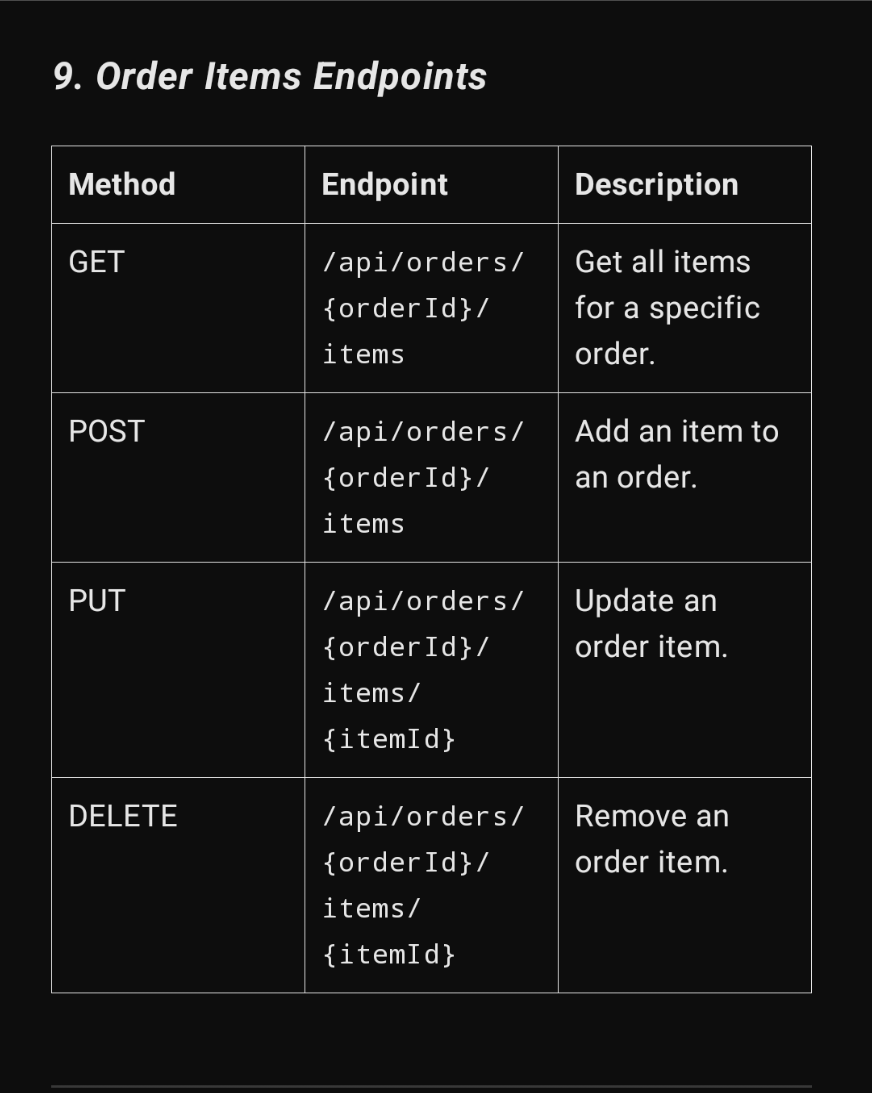 9. Order Items Endpoints
Method
Endpoint
Description
GET
/api/orders/
{orderId}/
items
Get all items
for a specific
order.
POST
/api/orders/
{orderId}/
items
Add an item to
an order.
PUT
/api/orders/
{orderId}/
items/
{itemId}
Update an
order item.
DELETE
/api/orders/
{orderId}/
items/
{itemId}
Remove an
order item.